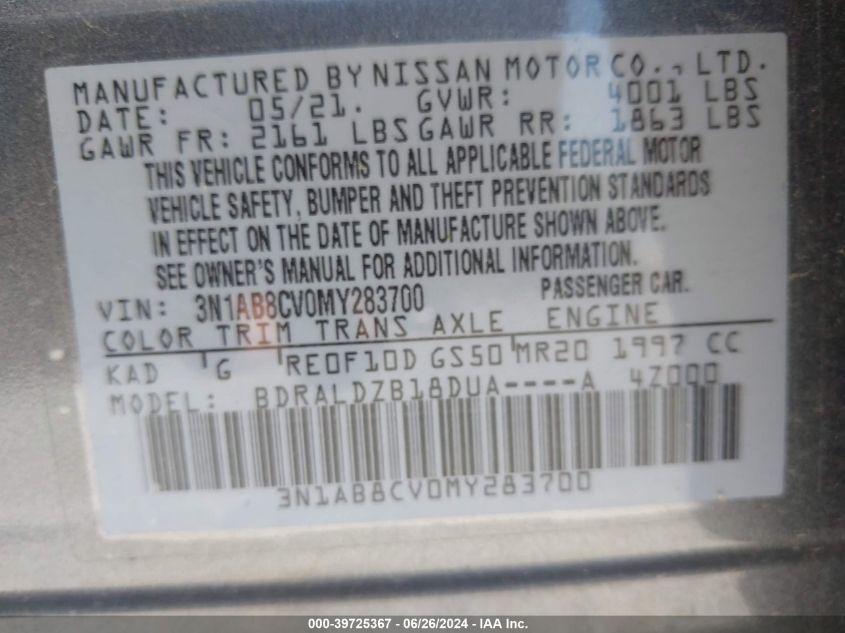 MANUFACTURED BY NISSAN MOTOR CO., LTD.
DATE: 05/21. GVWR: 4001 LBS
GAWR FR: 2161 LBS GAWR RR: 1863 LBS
THIS VEHICLE CONFORMS TO ALL APPLICABLE FEDERAL MOTOR
VEHICLE SAFETY, BUMPER AND THEFT PREVENTION STANDARDS
IN EFFECT ON THE DATE OF MANUFACTURE SHOWN ABOVE.
SEE OWNER'S MANUAL FOR ADDITIONAL INFORMATION.
VIN: 3N1AB8CV0MY283700 PASSENGER CAR.
COLOR TRIM TRANS AXLE ENGINE
KAD G RE0F10D GS50 MR20 1997 CC
MODEL: BDRALDZB18DUA----A 4Z000
3N1AB8CV0MY283700
000-39725367 - 06/26/2024 - IAA Inc.